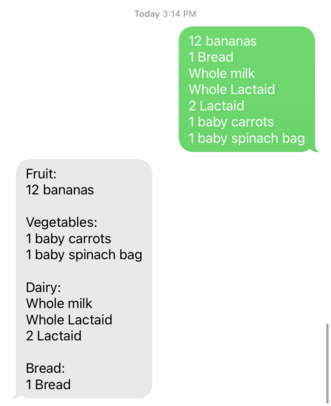 Today 3:14 PM
12 bananas
1 Bread
Whole milk
Whole Lactaid
2 Lactaid
1 baby carrots
1 baby spinach bag
Fruit:
12 bananas
Vegetables:
1 baby carrots
1 baby spinach bag
Dairy:
Whole milk
Whole Lactaid
2 Lactaid
Bread:
1 Bread